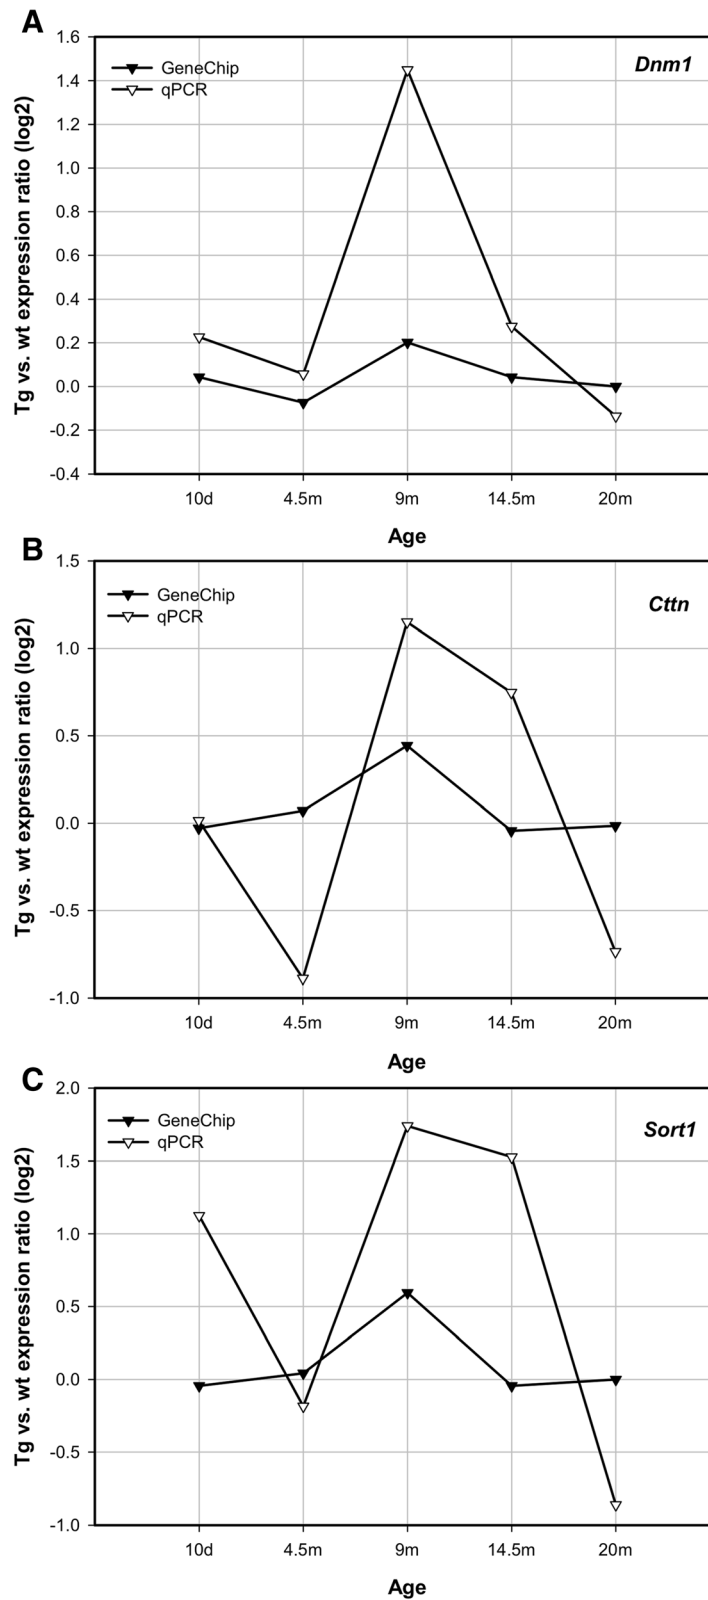 A
Tg vs. wt expression ratio (log2)
1.6
1.4
1.2
1.0
0.8
0.6
0.4
0.2
0.0
-0.2
-0.4
GeneChip
qPCR
Dnm1
10d 4.5m 9m 14.5m 20m
Age
B
Tg vs. wt expression ratio (log2)
1.5
1.0
0.5
0.0
-0.5
-1.0
GeneChip
qPCR
Cttn
10d 4.5m 9m 14.5m 20m
Age
C
Tg vs. wt expression ratio (log2)
2.0
1.5
1.0
0.5
0.0
-0.5
-1.0
GeneChip
qPCR
Sort1
10d 4.5m 9m 14.5m 20m
Age